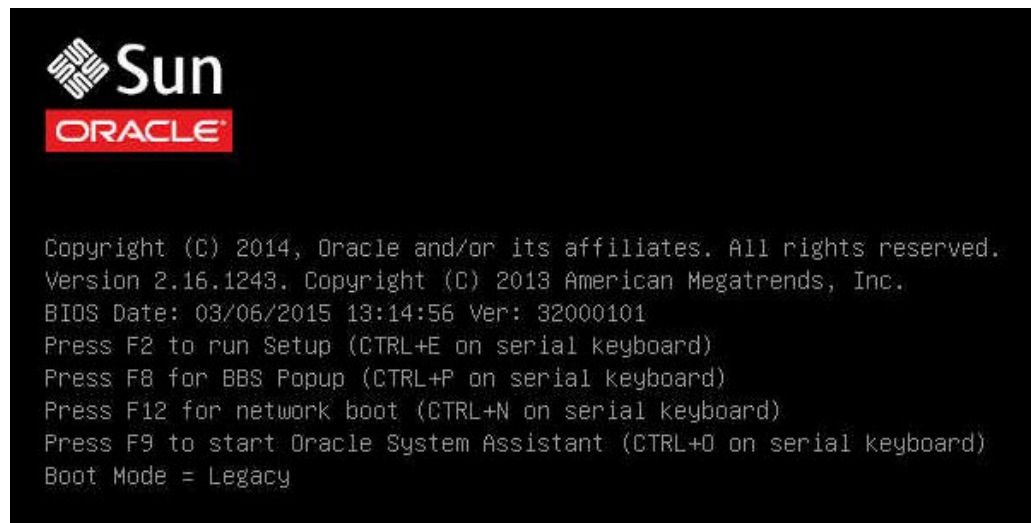 Sun
ORACLE
Copyright (C) 2014, Oracle and/or its affiliates. All rights reserved.
Version 2.16.1243. Copyright (C) 2013 American Megatrends, Inc.
BIOS Date: 03/06/2015 13:14:56 Ver: 32000101
Press F2 to run Setup (CTRL+E on serial keyboard)
Press F8 for BBS Popup (CTRL+P on serial keyboard)
Press F12 for network boot (CTRL+N on serial keyboard)
Press F9 to start Oracle System Assistant (CTRL+O on serial keyboard)
Boot Mode = Legacy